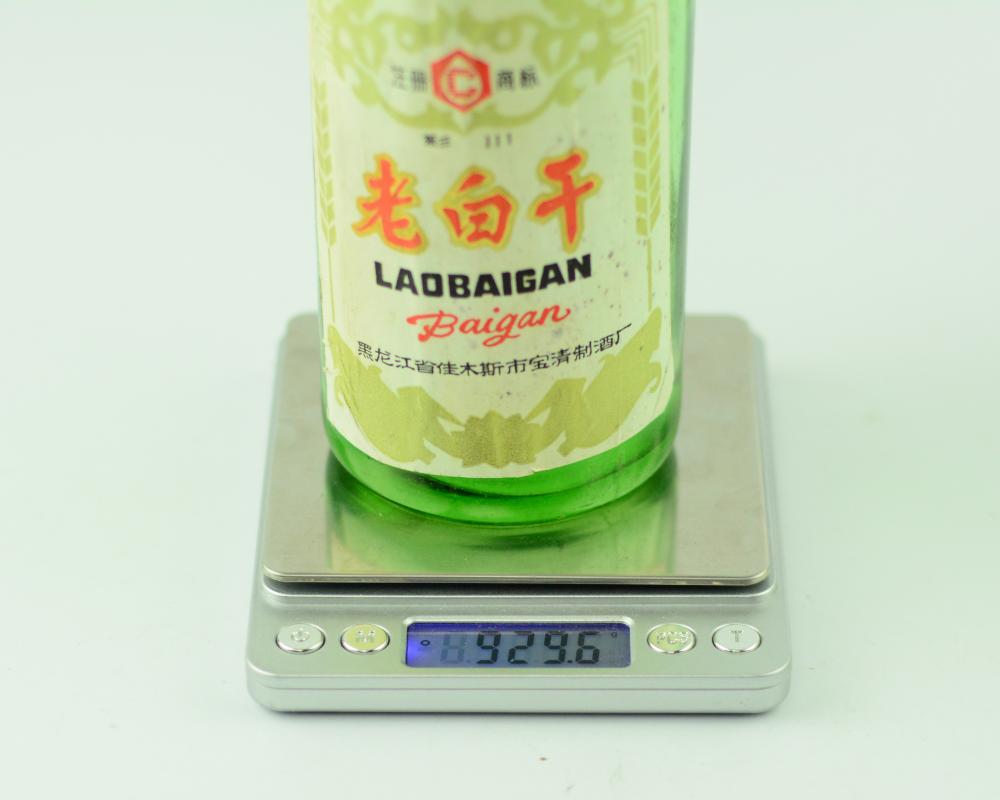 注册 C 商标
老白干
LAOBAIGAN
Baigan
黑龙江省佳木斯市宝清制酒厂
M 929.6 g PCS T